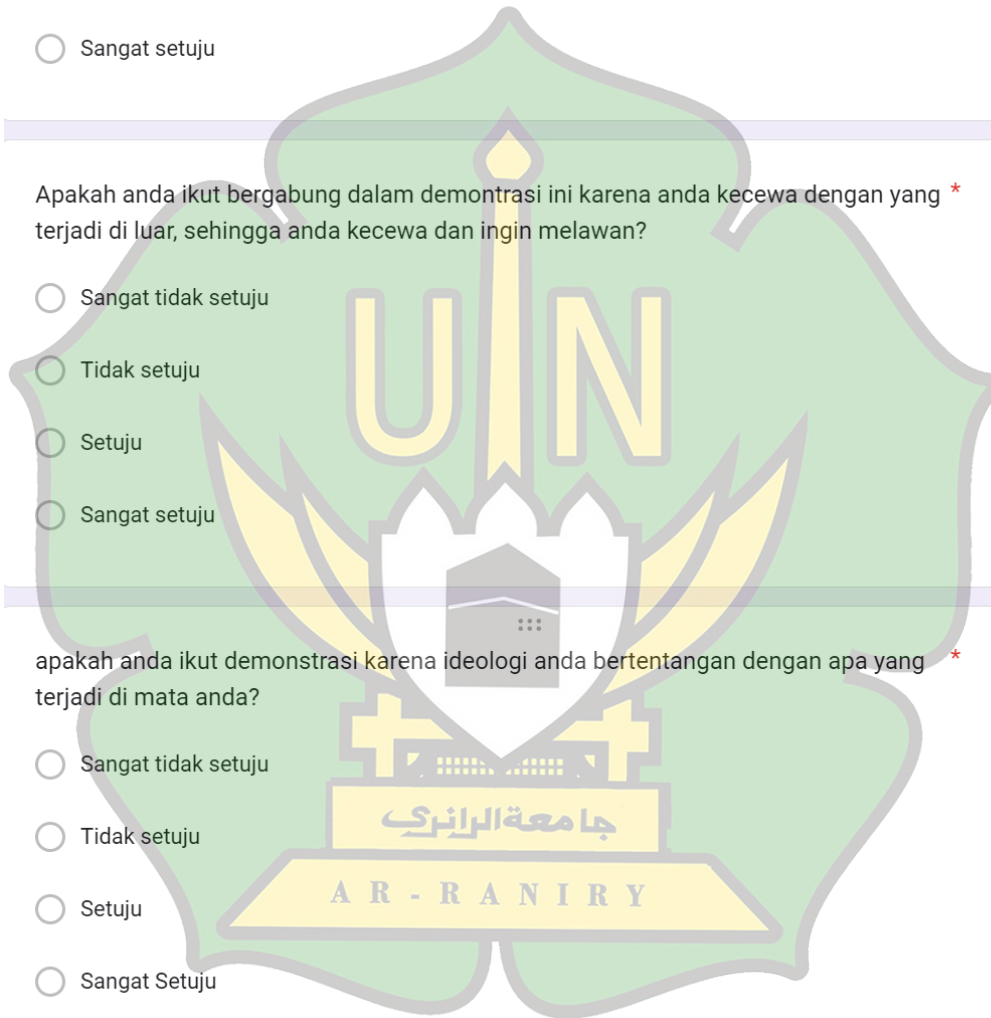 Sangat setuju
Apakah anda ikut bergabung dalam demontrasi ini karena anda kecewa dengan yang *
terjadi di luar, sehingga anda kecewa dan ingin melawan?
Sangat tidak setuju
Tidak setuju
Setuju
Sangat setuju
apakah anda ikut demonstrasi karena ideologi anda bertentangan dengan apa yang *
terjadi di mata anda?
Sangat tidak setuju
Tidak setuju
Setuju
Sangat Setuju
UIN
جامعةالرانرى
AR-RANIRY